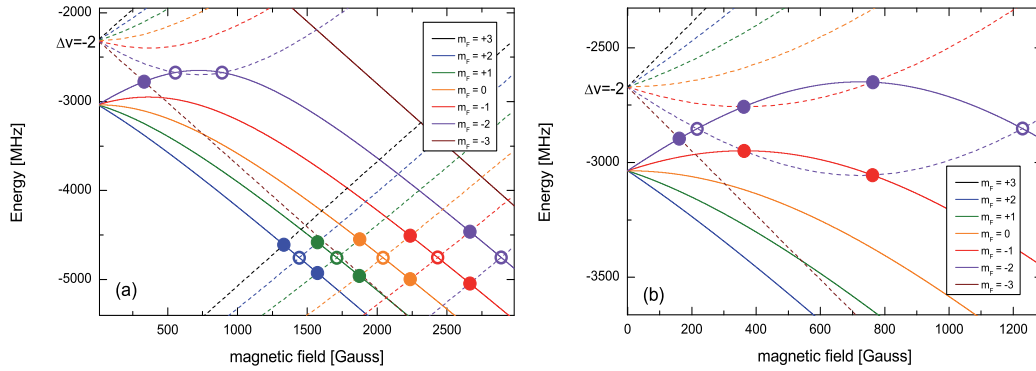 -2000
-3000
-4000
-5000
Δv=-2
Energy [MHz]
(a)
m_F = +3
m_F = +2
m_F = +1
m_F = 0
m_F = -1
m_F = -2
m_F = -3
500
1000
1500
2000
2500
magnetic field [Gauss]
-2500
-3000
-3500
Δv=-2
Energy [MHz]
(b)
m_F = +3
m_F = +2
m_F = +1
m_F = 0
m_F = -1
m_F = -2
m_F = -3
0
200
400
600
800
1000
1200
magnetic field [Gauss]